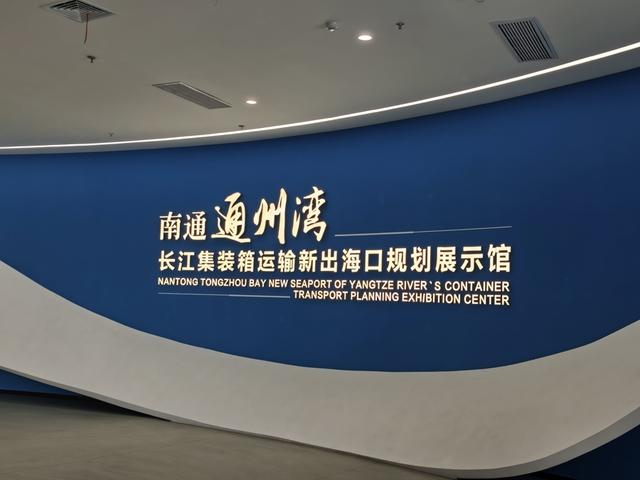 南通 通州湾
长江集装箱运输新出海口规划展示馆
NANTONG TONGZHOU BAY NEW SEAPORT OF YANGTZE RIVER`S CONTAINER
TRANSPORT PLANNING EXHIBITION CENTER